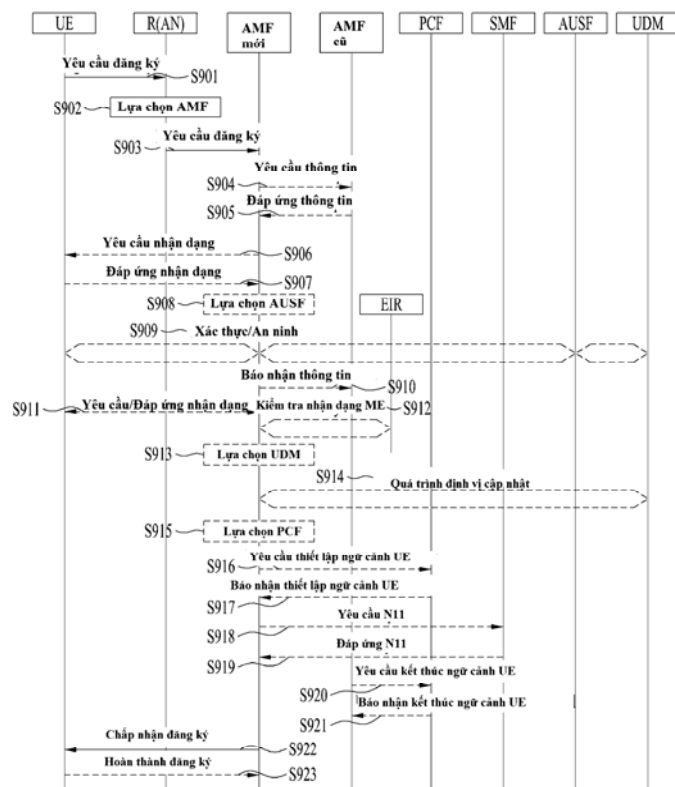 UE R(AN) AMF mới AMF cũ PCF SMF AUSF UDM
Yêu cầu đăng ký S901
S902 Lựa chọn AMF
Yêu cầu đăng ký
S903
Yêu cầu thông tin
S904
Đáp ứng thông tin
S905
Yêu cầu nhận dạng
S906
Đáp ứng nhận dạng
S907
S908 Lựa chọn AUSF
EIR
S909 Xác thực/An ninh
Báo nhận thông tin
S910
S911 Yêu cầu/Đáp ứng nhận dạng Kiểm tra nhận dạng ME S912
S913 Lựa chọn UDM
S914
Quá trình định vị cập nhật
S915 Lựa chọn PCF
Yêu cầu thiết lập ngữ cảnh UE
S916
Báo nhận thiết lập ngữ cảnh UE
S917
Yêu cầu N11
S918
Đáp ứng N11
S919
Yêu cầu kết thúc ngữ cảnh UE
S920
Báo nhận kết thúc ngữ cảnh UE
S921
Chấp nhận đăng ký
S922
Hoàn thành đăng ký
S923